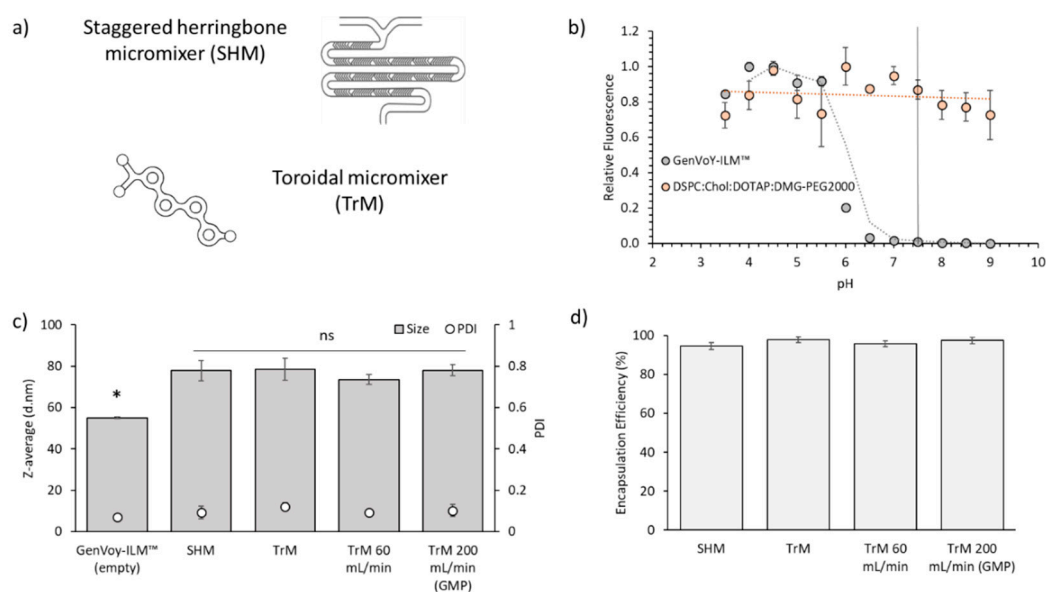 a)
Staggered herringbone
micromixer (SHM)
Toroidal micromixer
(TrM)
b)
Relative Fluorescence
1.2
1.0
0.8
0.6
0.4
0.2
0.0
GenVoY-ILM™
DSPC:Chol:DOTAP:DMG-PEG2000
2 3 4 5 6 7 8 9 10
pH
c)
Z-average (d.nm)
100
80
60
40
20
0
Size PDI
ns
*
1
0.8
0.6
0.4
0.2
0
PDI
GenVoy-ILM™
(empty)
SHM
TrM
TrM 60
mL/min
TrM 200
mL/min
(GMP)
d)
Encapsulation Efficiency (%)
100
80
60
40
20
0
SHM
TrM
TrM 60
mL/min
TrM 200
mL/min (GMP)